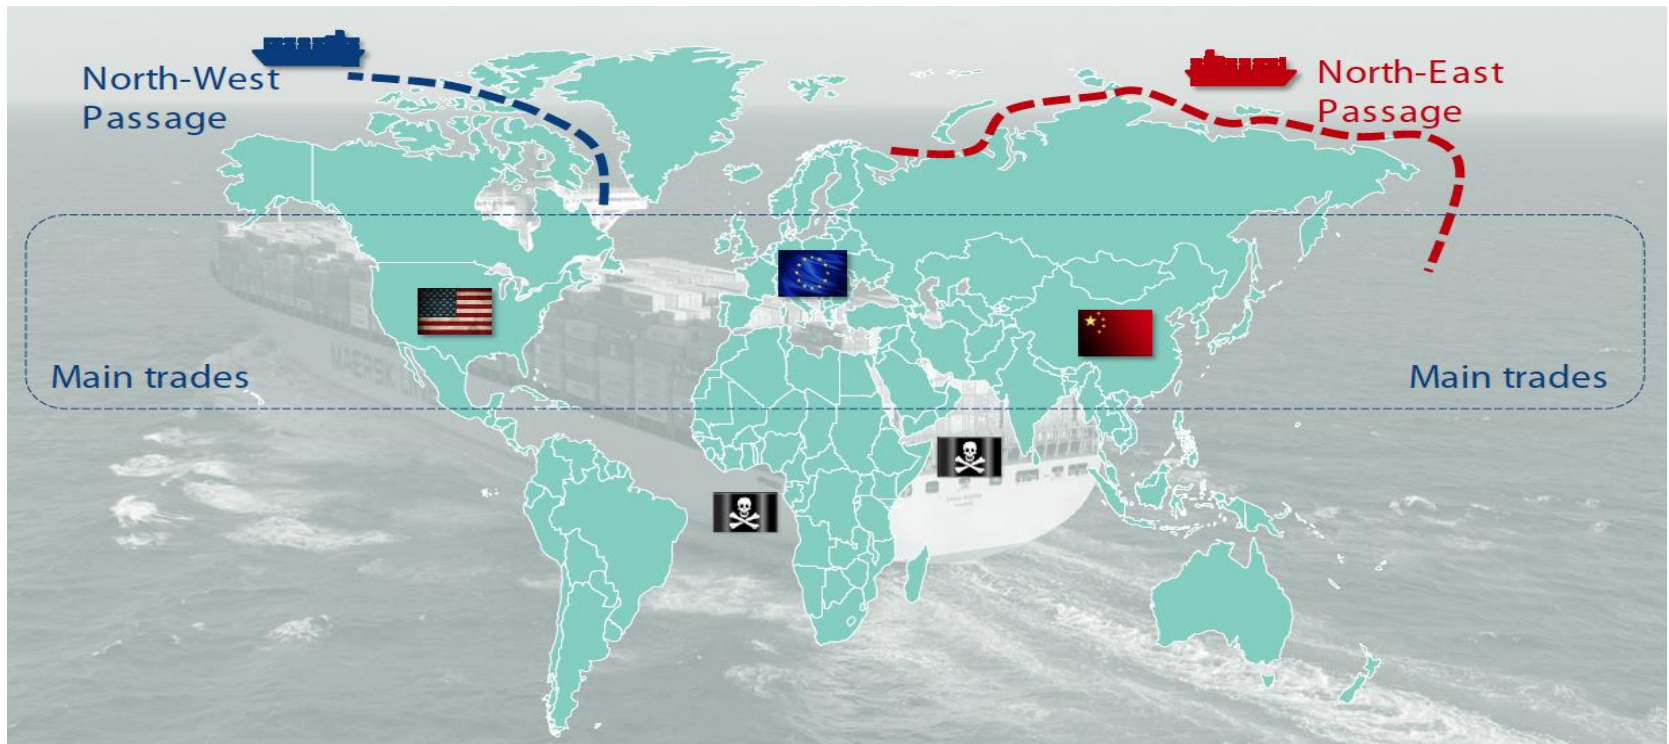 North-West
Passage
North-East
Passage
Main trades
Main trades
MAERSK